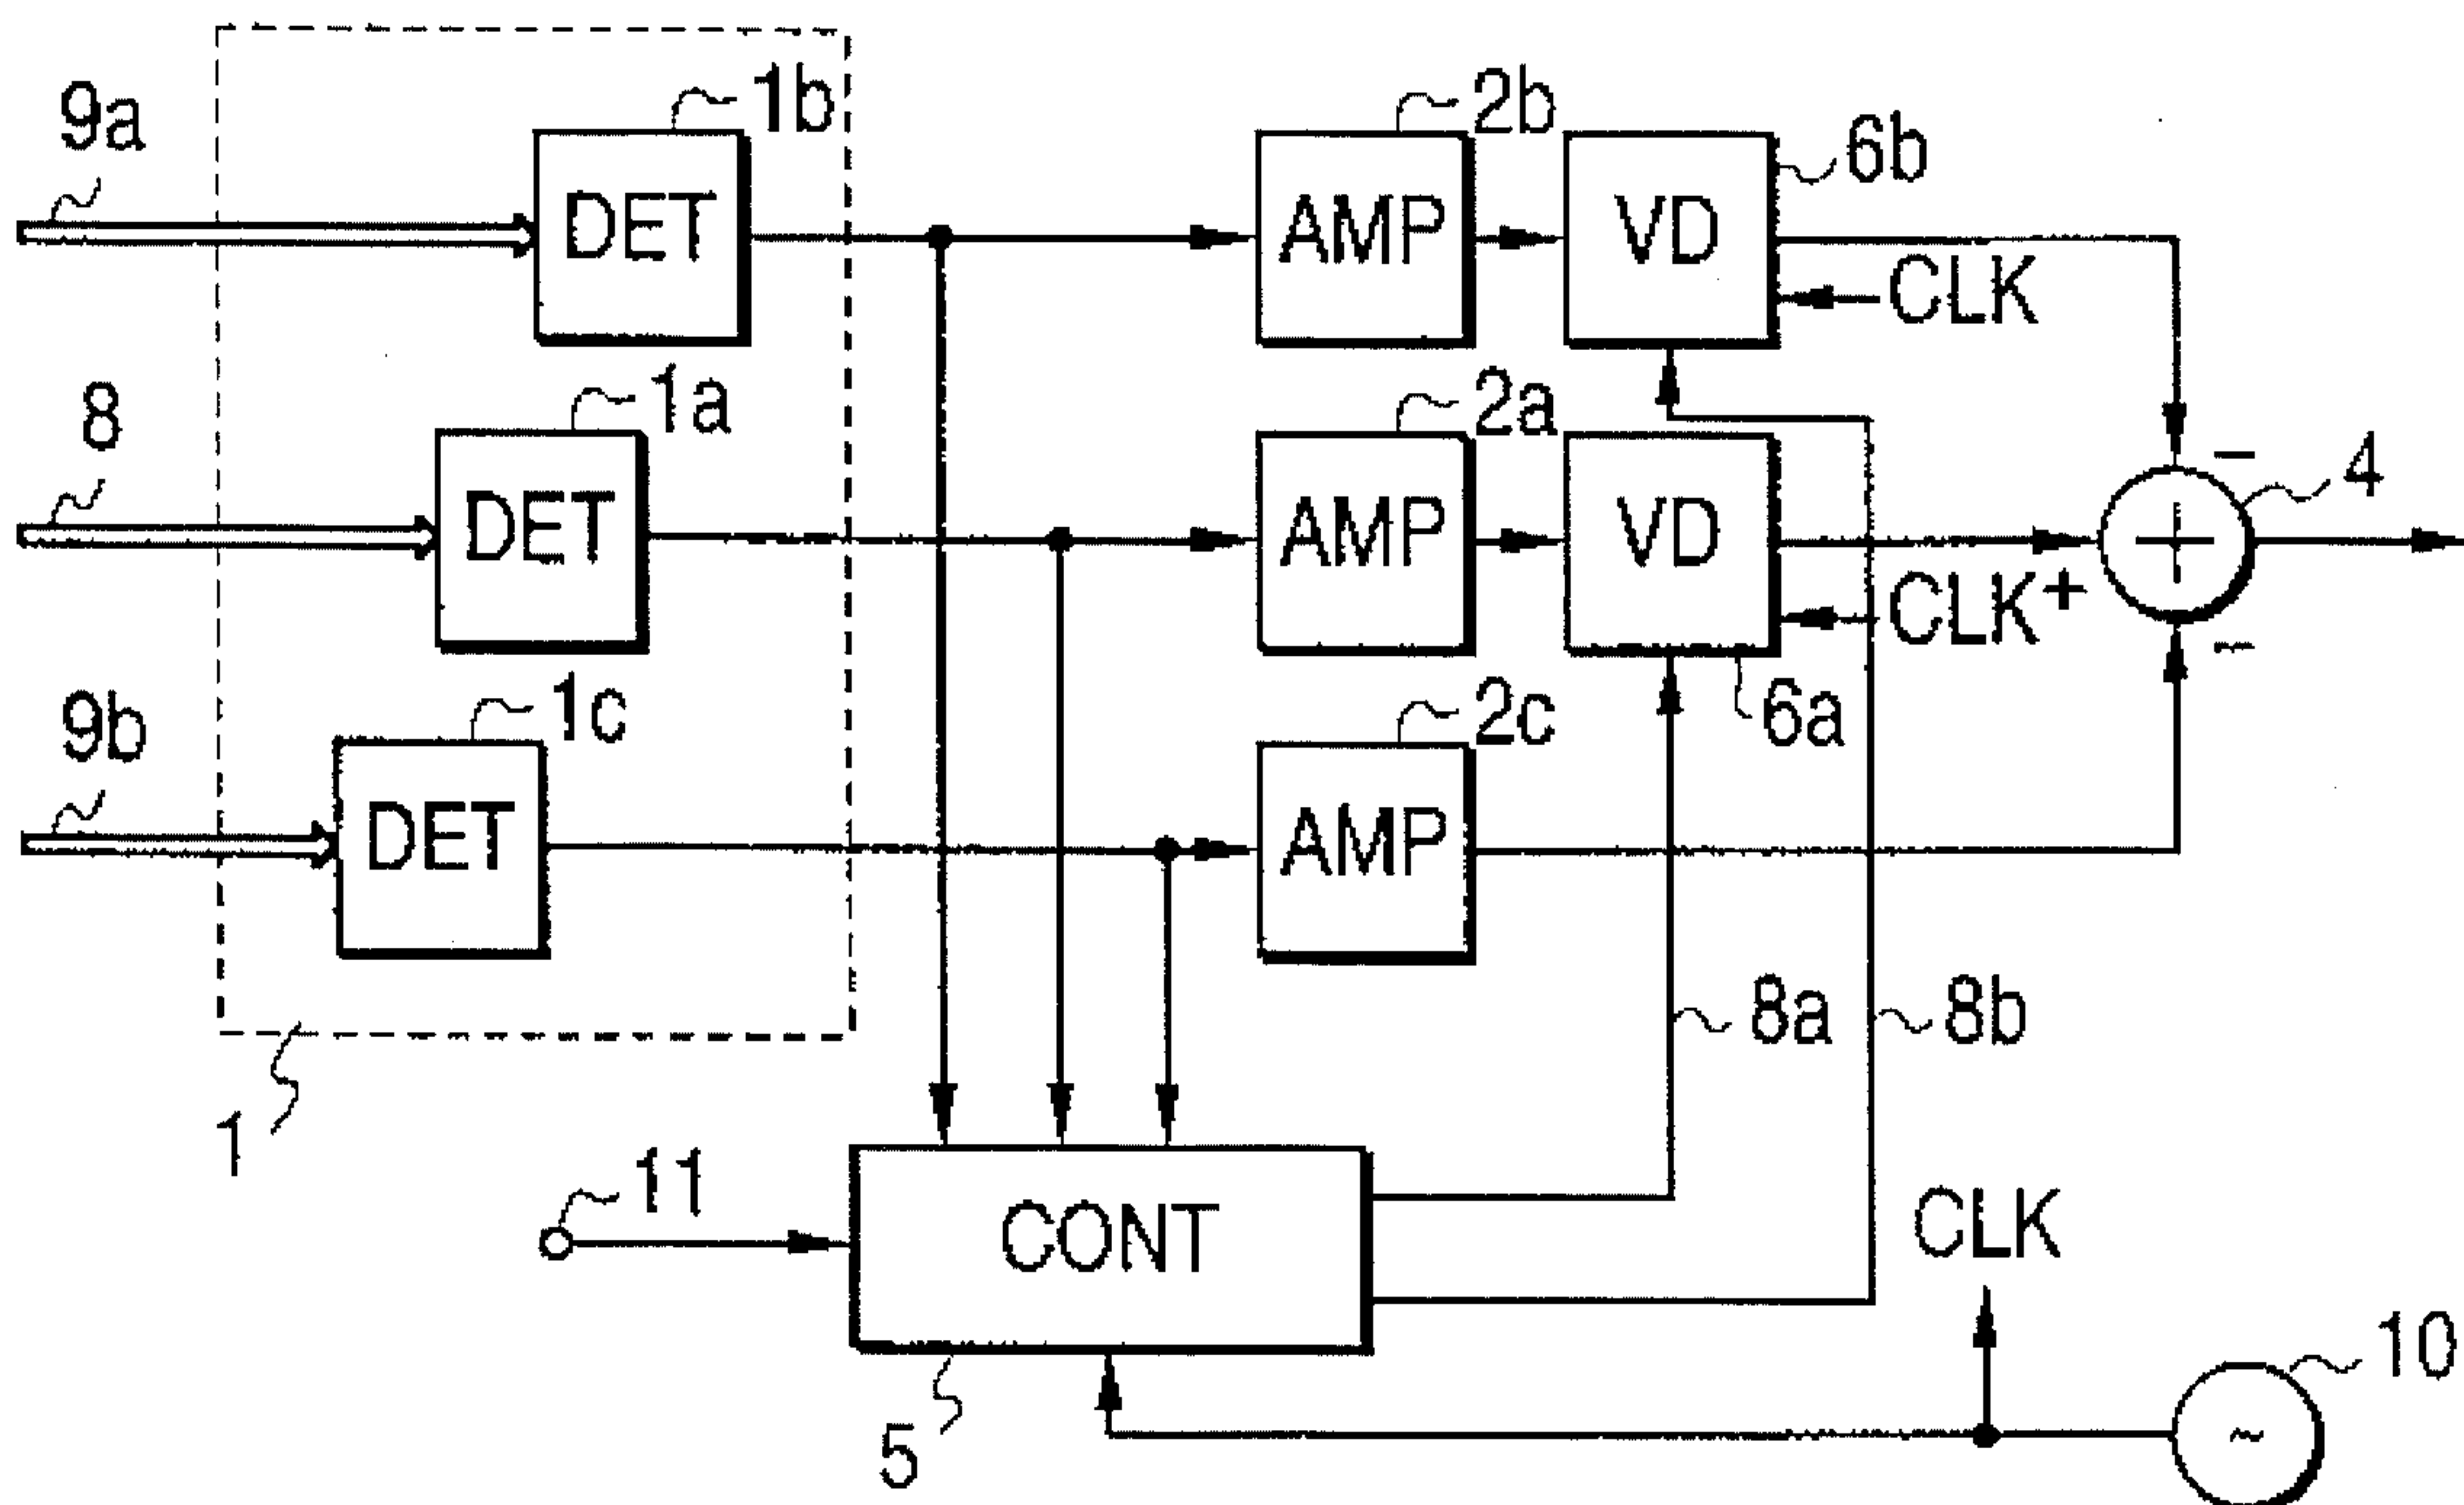 9a
1b
2b
6b
DET
AMP
VD
CLK
8
1a
2a
4
DET
AMP
VD
−
+
CLK
+
−
9b
1c
2c
6a
DET
AMP
8a
8b
1
11
CONT
CLK
10
5
~